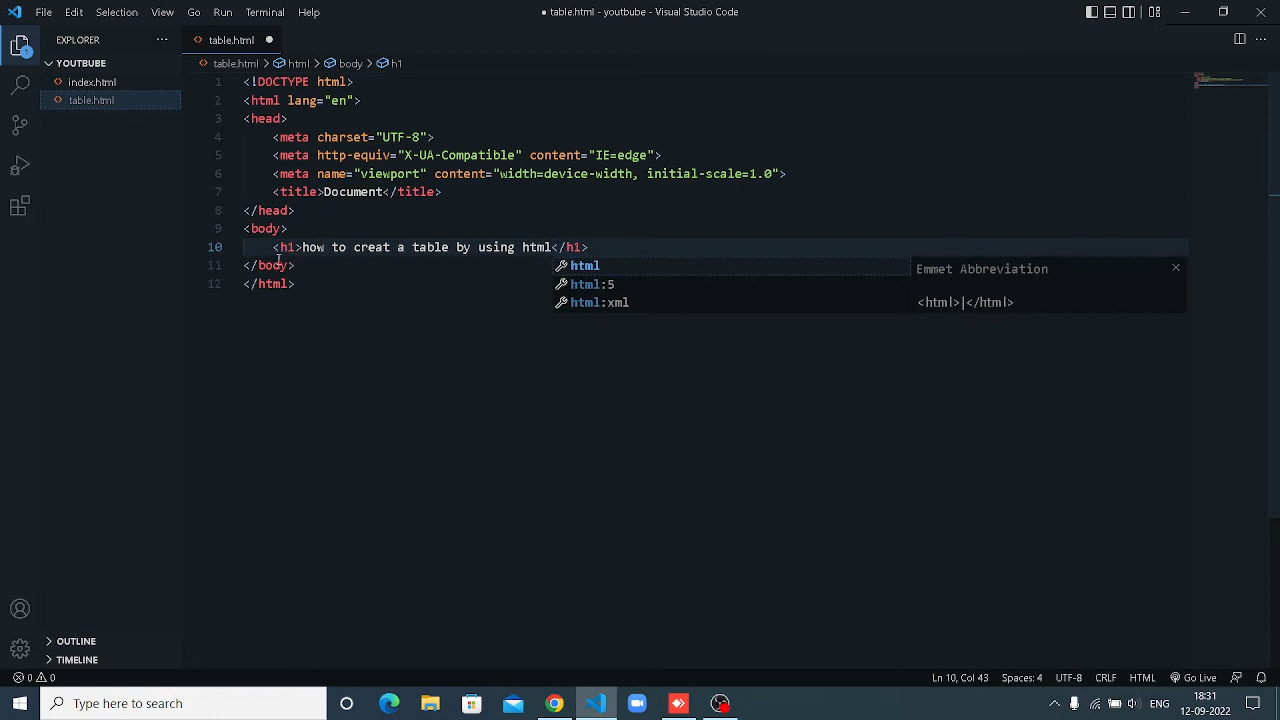 File Edit Selection View Go Run Terminal Help
● table.html - youtbube - Visual Studio Code
EXPLORER
YOUTBUBE
index.html
table.html
table.html
table.html > html > body > h1
1 <!DOCTYPE html>
2 <html lang="en">
3 <head>
4 <meta charset="UTF-8">
5 <meta http-equiv="X-UA-Compatible" content="IE=edge">
6 <meta name="viewport" content="width=device-width, initial-scale=1.0">
7 <title>Document</title>
8 </head>
9 <body>
10 <h1>how to creat a table by using html</h1>
11 </body>
12 </html>
html
html:5
html:xml
Emmet Abbreviation
<html>|</html>
OUTLINE
TIMELINE
0 0
Ln 10, Col 43 Spaces: 4 UTF-8 CRLF HTML Go Live
Type here to search
ENG
18:31
12-09-2022